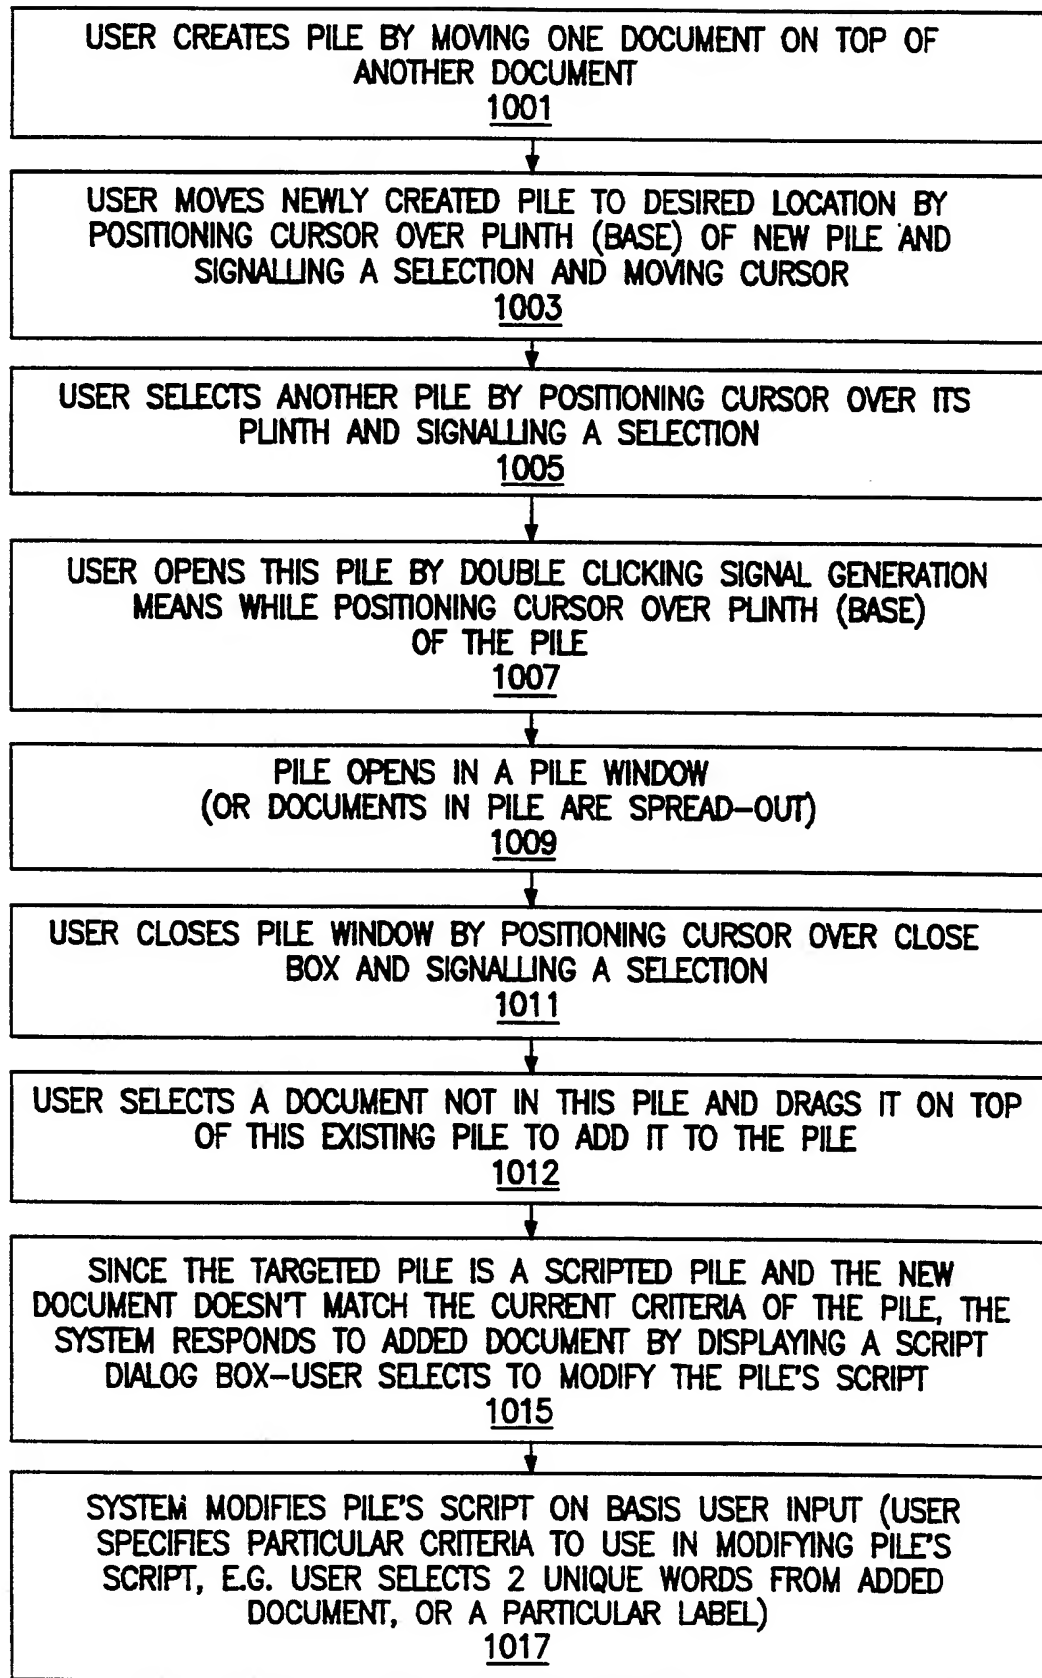 USER CREATES PILE BY MOVING ONE DOCUMENT ON TOP OF
ANOTHER DOCUMENT
1001
USER MOVES NEWLY CREATED PILE TO DESIRED LOCATION BY
POSITIONING CURSOR OVER PLINTH (BASE) OF NEW PILE AND
SIGNALLING A SELECTION AND MOVING CURSOR
1003
USER SELECTS ANOTHER PILE BY POSITIONING CURSOR OVER ITS
PLINTH AND SIGNALLING A SELECTION
1005
USER OPENS THIS PILE BY DOUBLE CLICKING SIGNAL GENERATION
MEANS WHILE POSITIONING CURSOR OVER PLINTH (BASE)
OF THE PILE
1007
PILE OPENS IN A PILE WINDOW
(OR DOCUMENTS IN PILE ARE SPREAD-OUT)
1009
USER CLOSES PILE WINDOW BY POSITIONING CURSOR OVER CLOSE
BOX AND SIGNALLING A SELECTION
1011
USER SELECTS A DOCUMENT NOT IN THIS PILE AND DRAGS IT ON TOP
OF THIS EXISTING PILE TO ADD IT TO THE PILE
1012
SINCE THE TARGETED PILE IS A SCRIPTED PILE AND THE NEW
DOCUMENT DOESN'T MATCH THE CURRENT CRITERIA OF THE PILE, THE
SYSTEM RESPONDS TO ADDED DOCUMENT BY DISPLAYING A SCRIPT
DIALOG BOX-USER SELECTS TO MODIFY THE PILE'S SCRIPT
1015
SYSTEM MODIFIES PILE'S SCRIPT ON BASIS USER INPUT (USER
SPECIFIES PARTICULAR CRITERIA TO USE IN MODIFYING PILE'S
SCRIPT, E.G. USER SELECTS 2 UNIQUE WORDS FROM ADDED
DOCUMENT, OR A PARTICULAR LABEL)
1017